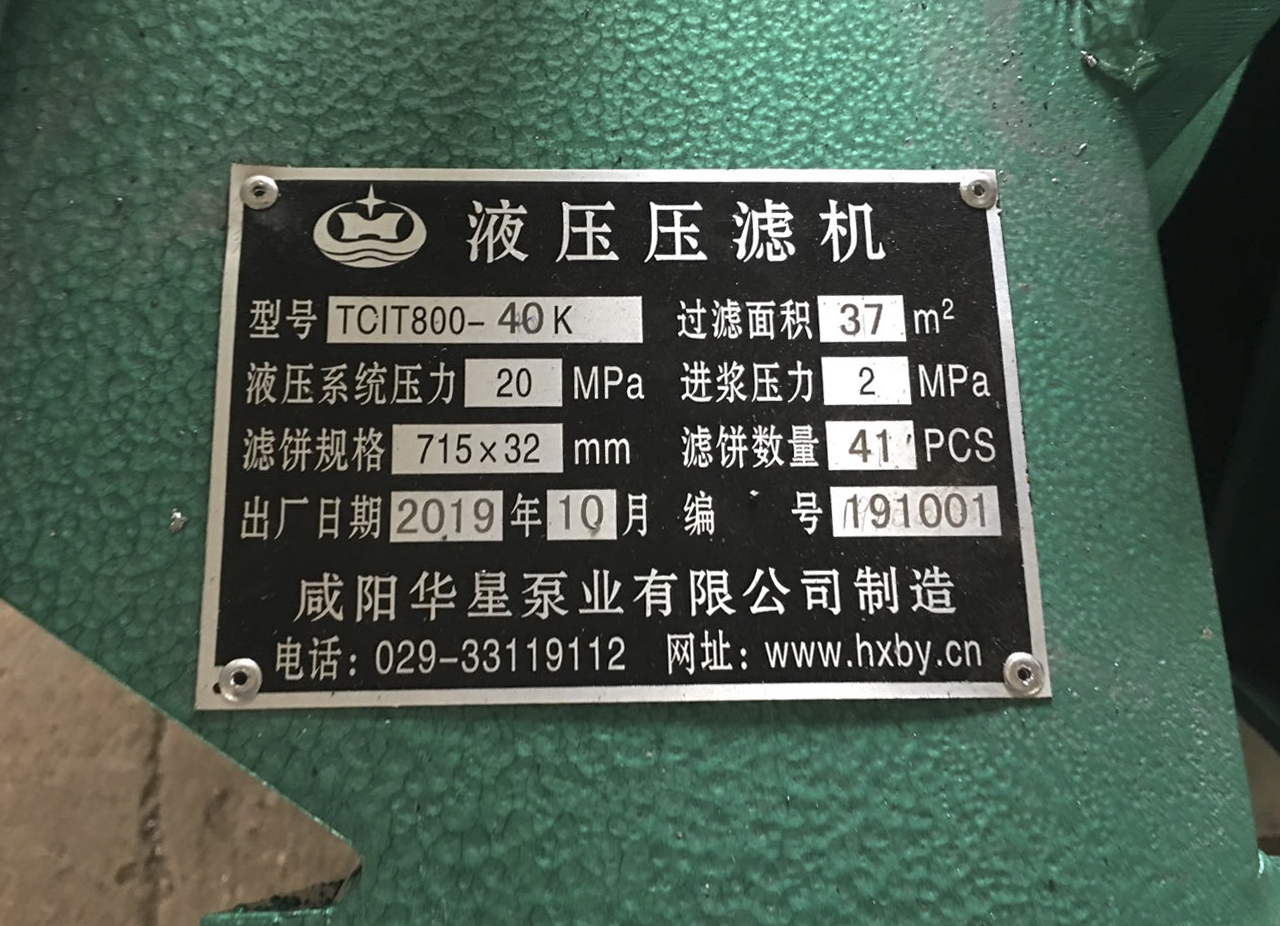 液压压滤机
型号 TCIT800-40K 过滤面积 37 m²
液压系统压力 20 MPa 进浆压力 2 MPa
滤饼规格 715×32 mm 滤饼数量 41 PCS
出厂日期 2019 年 10 月 编 号 191001
咸阳华星泵业有限公司制造
电话：029-33119112 网址：www.hxby.cn